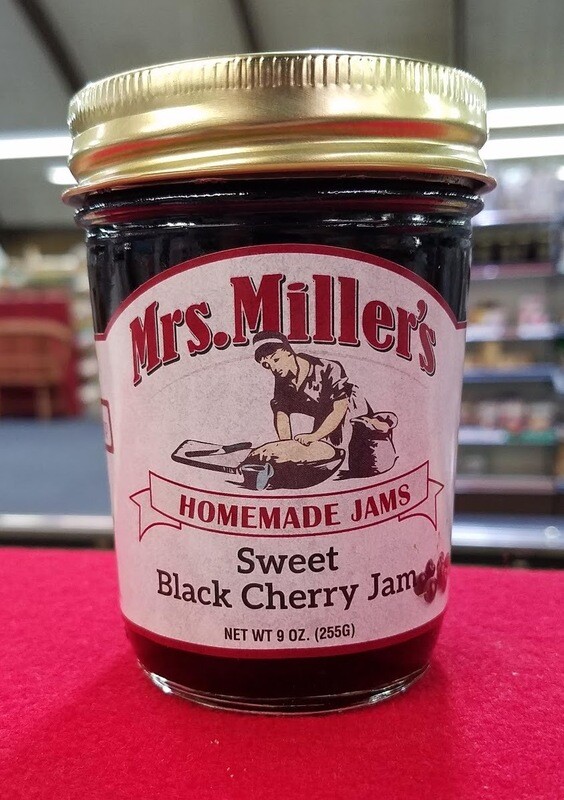 Mrs. Miller's
HOMEMADE JAMS
Sweet
Black Cherry Jam
NET WT 9 OZ. (255G)